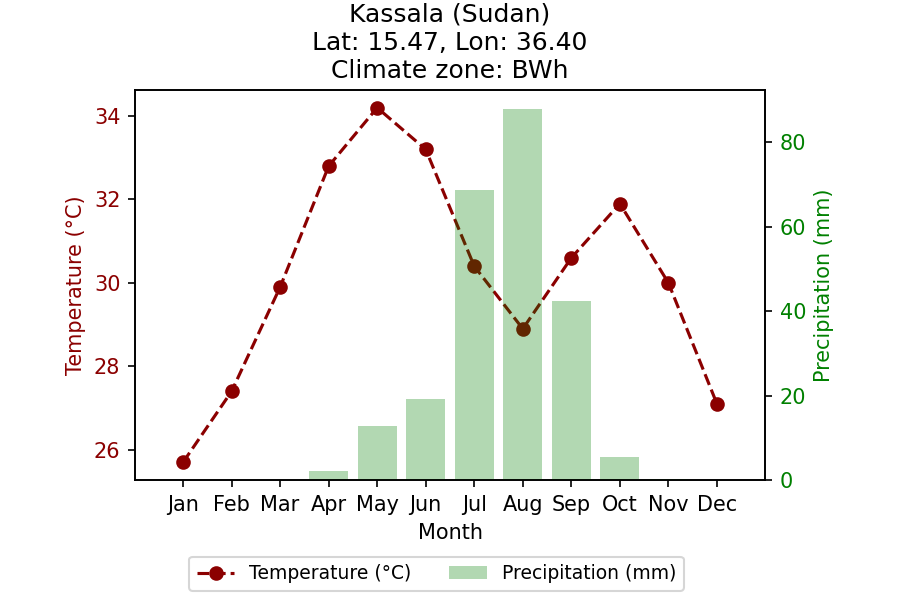 Kassala (Sudan)
Lat: 15.47, Lon: 36.40
Climate zone: BWh
34
32
30
28
26
Temperature (°C)
80
60
40
20
0
Precipitation (mm)
Jan Feb Mar Apr May Jun Jul Aug Sep Oct Nov Dec
Month
Temperature (°C) Precipitation (mm)